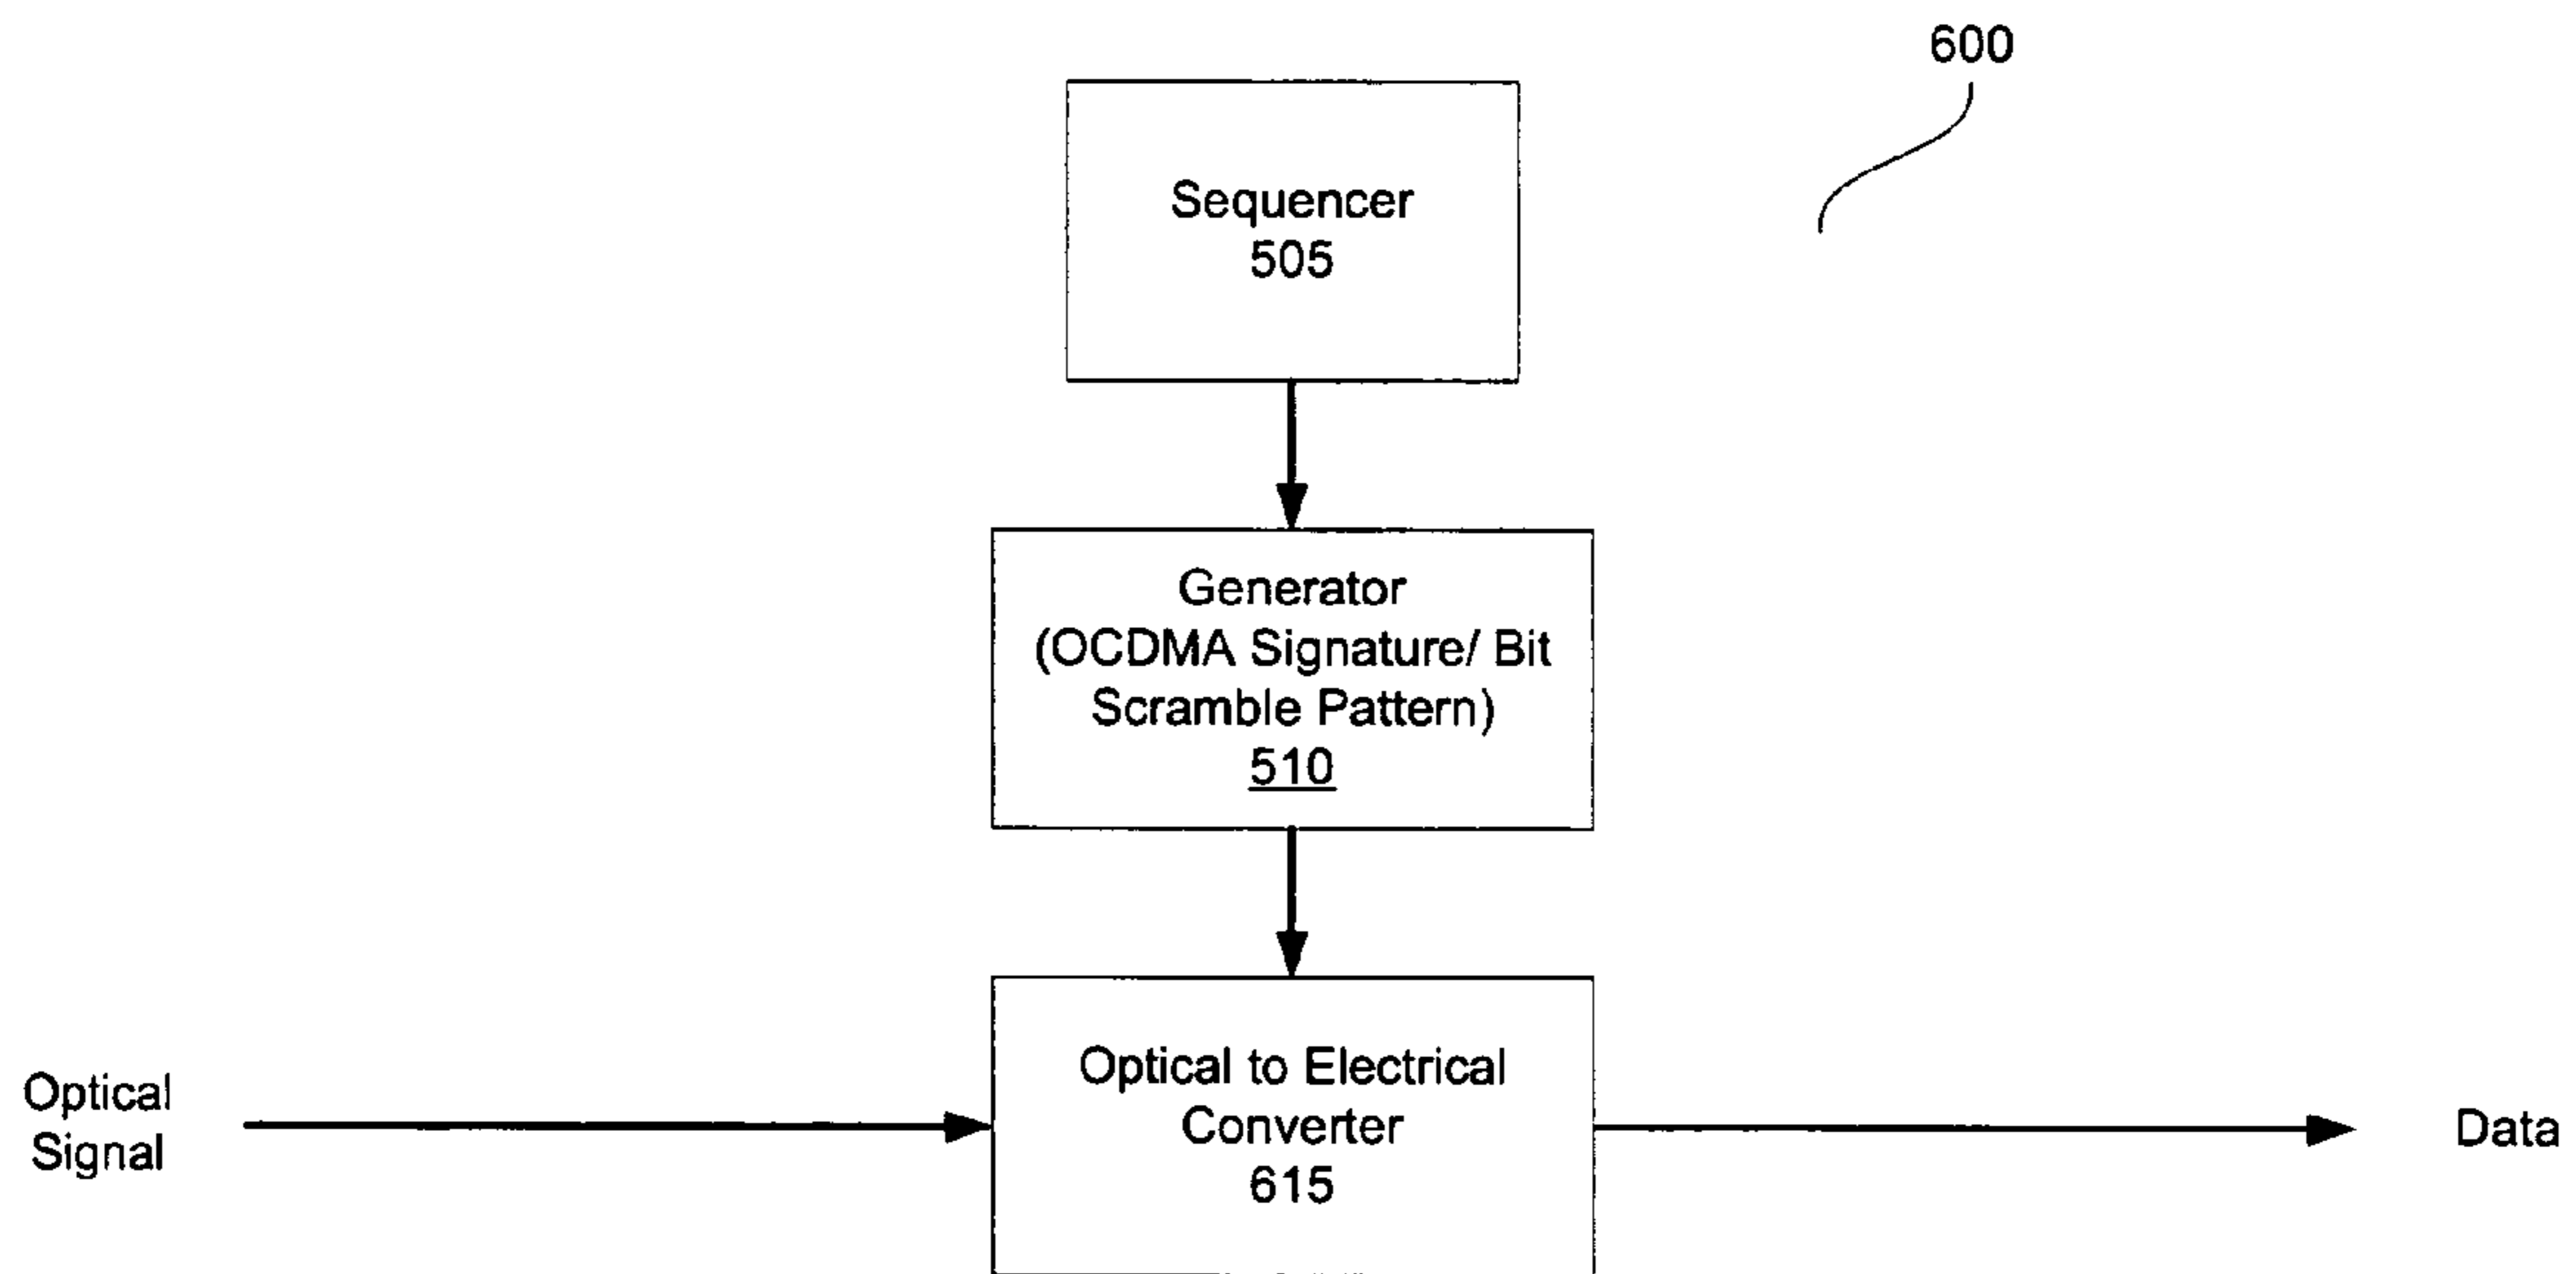 600
Sequencer
505
Generator
(OCDMA Signature/ Bit
Scramble Pattern)
510
Optical to Electrical
Converter
615
Optical
Signal
Data